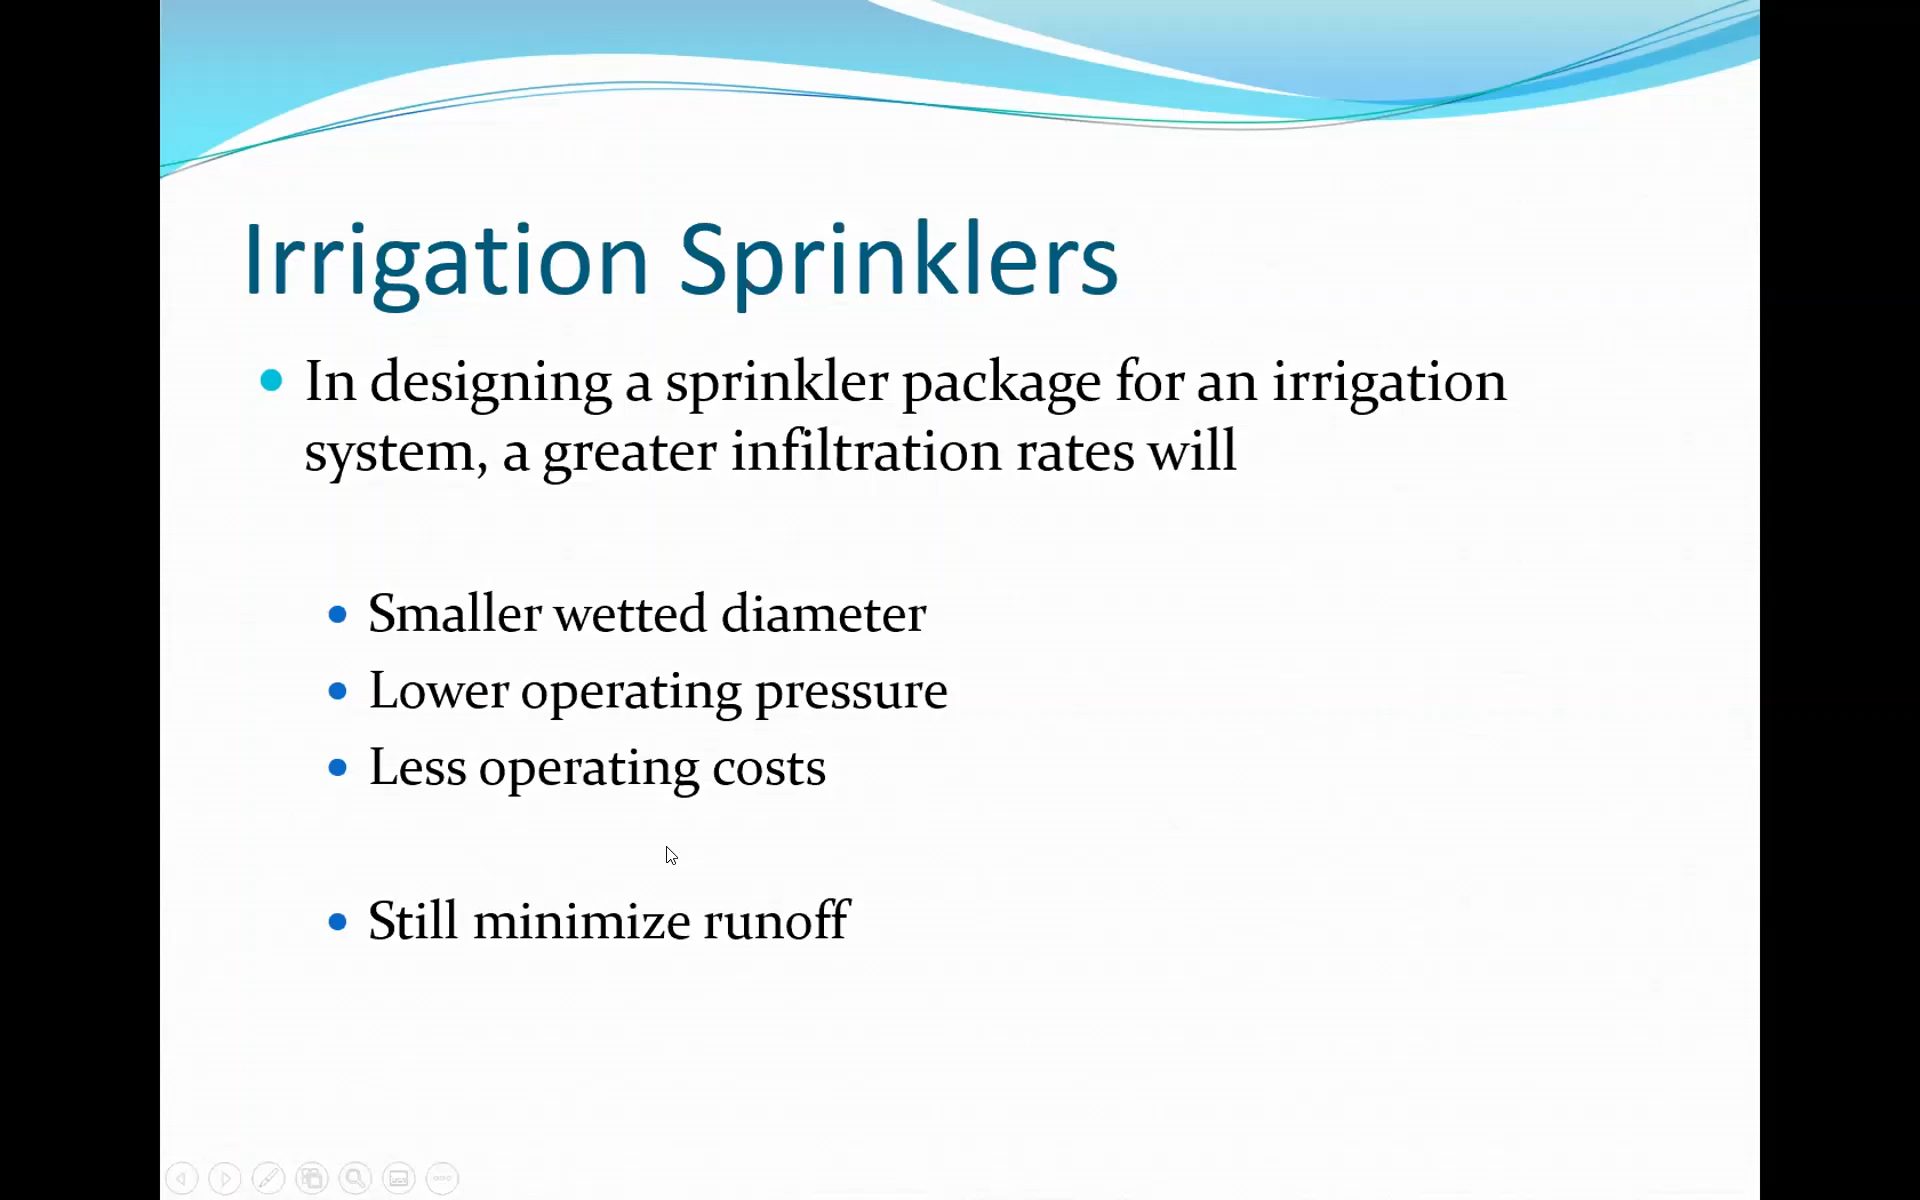 Irrigation Sprinklers
• In designing a sprinkler package for an irrigation
system, a greater infiltration rates will
• Smaller wetted diameter
• Lower operating pressure
• Less operating costs
• Still minimize runoff